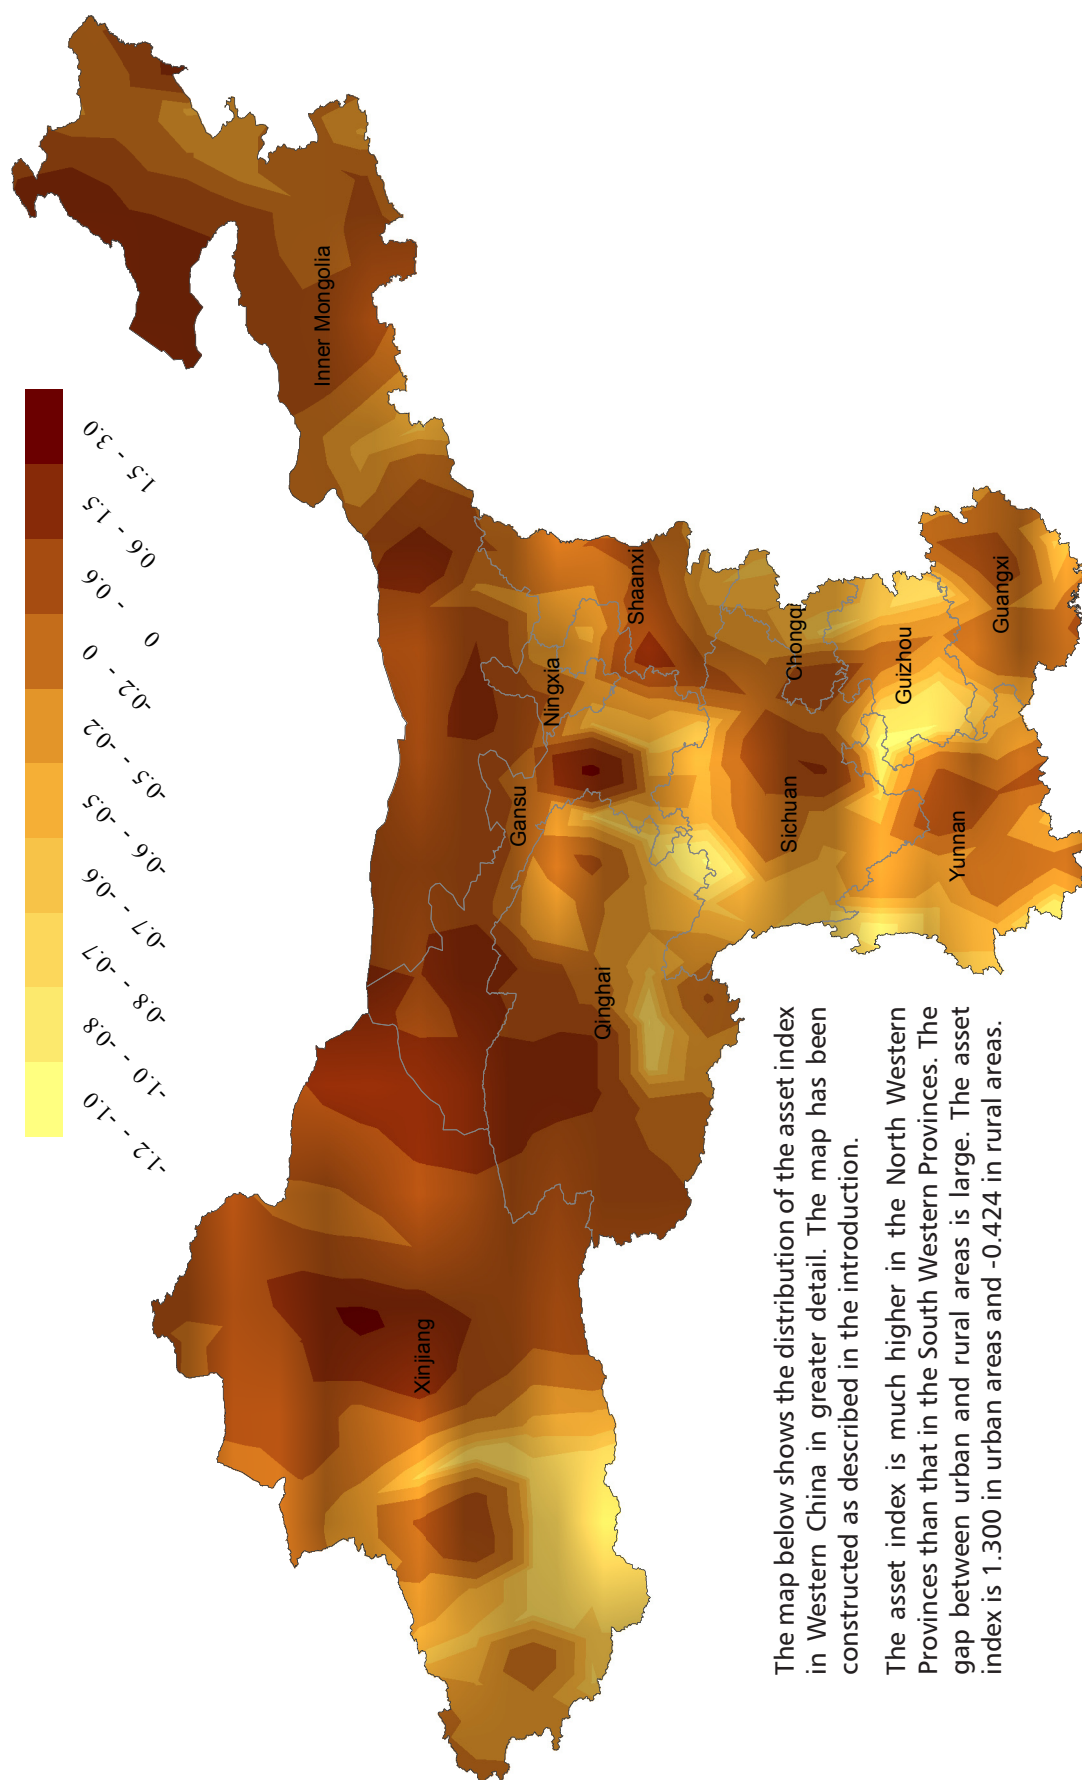 -1.2 - -1.0
-1.0 - -0.8
-0.8 - -0.7
-0.7 - -0.6
-0.6 - -0.5
-0.5 - -0.2
-0.2 - 0
0 - 0.6
0.6 - 1.5
1.5 - 3.0
Inner Mongolia
Xinjiang
Gansu
Ningxia
Qinghai
Shaanxi
Sichuan
Chongqi
Guizhou
Yunnan
Guangxi
The map below shows the distribution of the asset index
in Western China in greater detail. The map has been
constructed as described in the introduction.
The asset index is much higher in the North Western
Provinces than that in the South Western Provinces. The
gap between urban and rural areas is large. The asset
index is 1.300 in urban areas and -0.424 in rural areas.